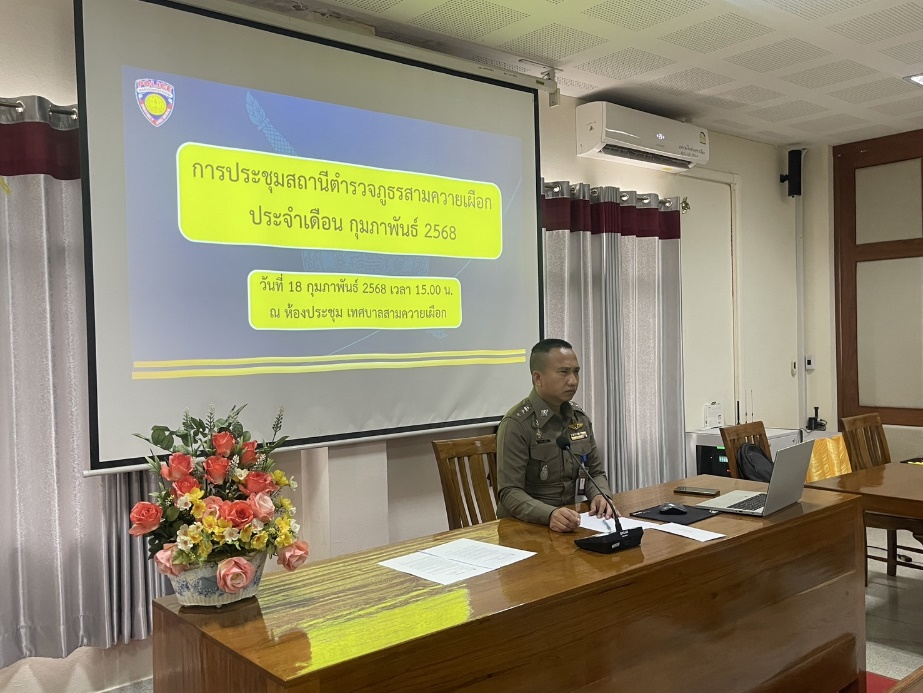 POLICE
การประชุมสถานีตำรวจภูธรสามควายเผือก
ประจำเดือน กุมภาพันธ์ 2568
วันที่ 18 กุมภาพันธ์ 2568 เวลา 15.00 น.
ณ ห้องประชุม เทศบาลสามควายเผือก